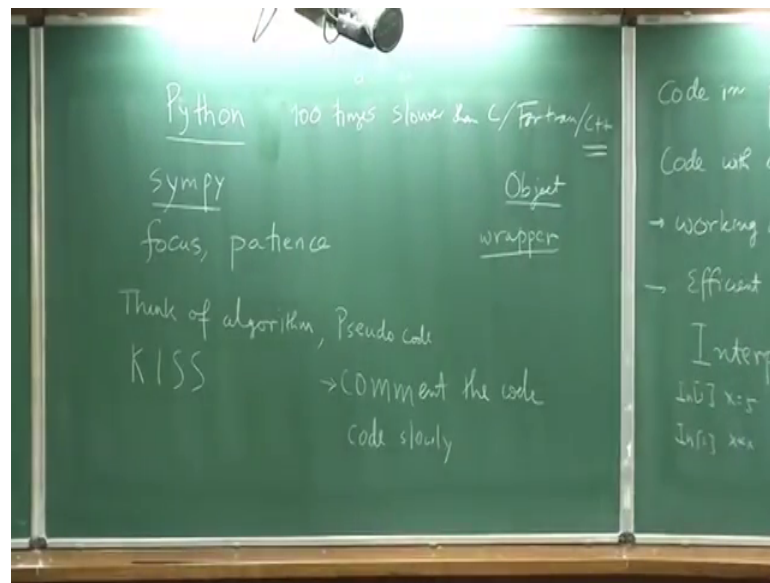 Python 100 times slower than C/Fortran/C++
sympy Object
focus, patience wrapper
Think of algorithm, Pseudo code
KISS
→ Comment the code
Code slowly
Code in
Code with
→ working
→ Efficient
Interp
In[] x=5
In[]